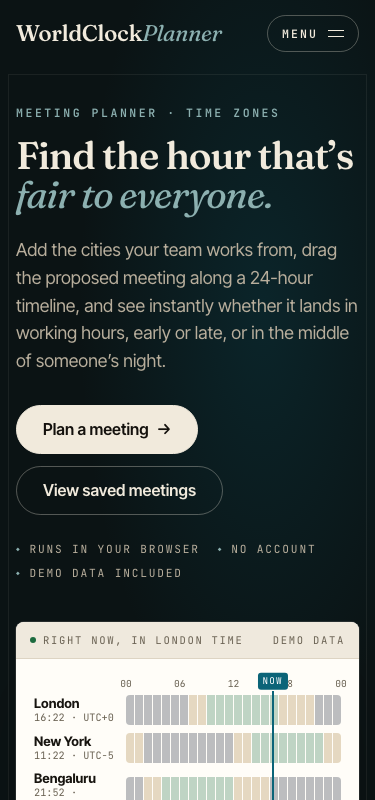 WorldClockPlanner
MENU
MEETING PLANNER · TIME ZONES
Find the hour that’s
fair to everyone.
Add the cities your team works from, drag
the proposed meeting along a 24-hour
timeline, and see instantly whether it lands in
working hours, early or late, or in the middle
of someone’s night.
Plan a meeting →
View saved meetings
RUNS IN YOUR BROWSER
NO ACCOUNT
DEMO DATA INCLUDED
RIGHT NOW, IN LONDON TIME
DEMO DATA
00 06 12 NOW 00
London
16:22 · UTC+0
New York
11:22 · UTC-5
Bengaluru
21:52 ·